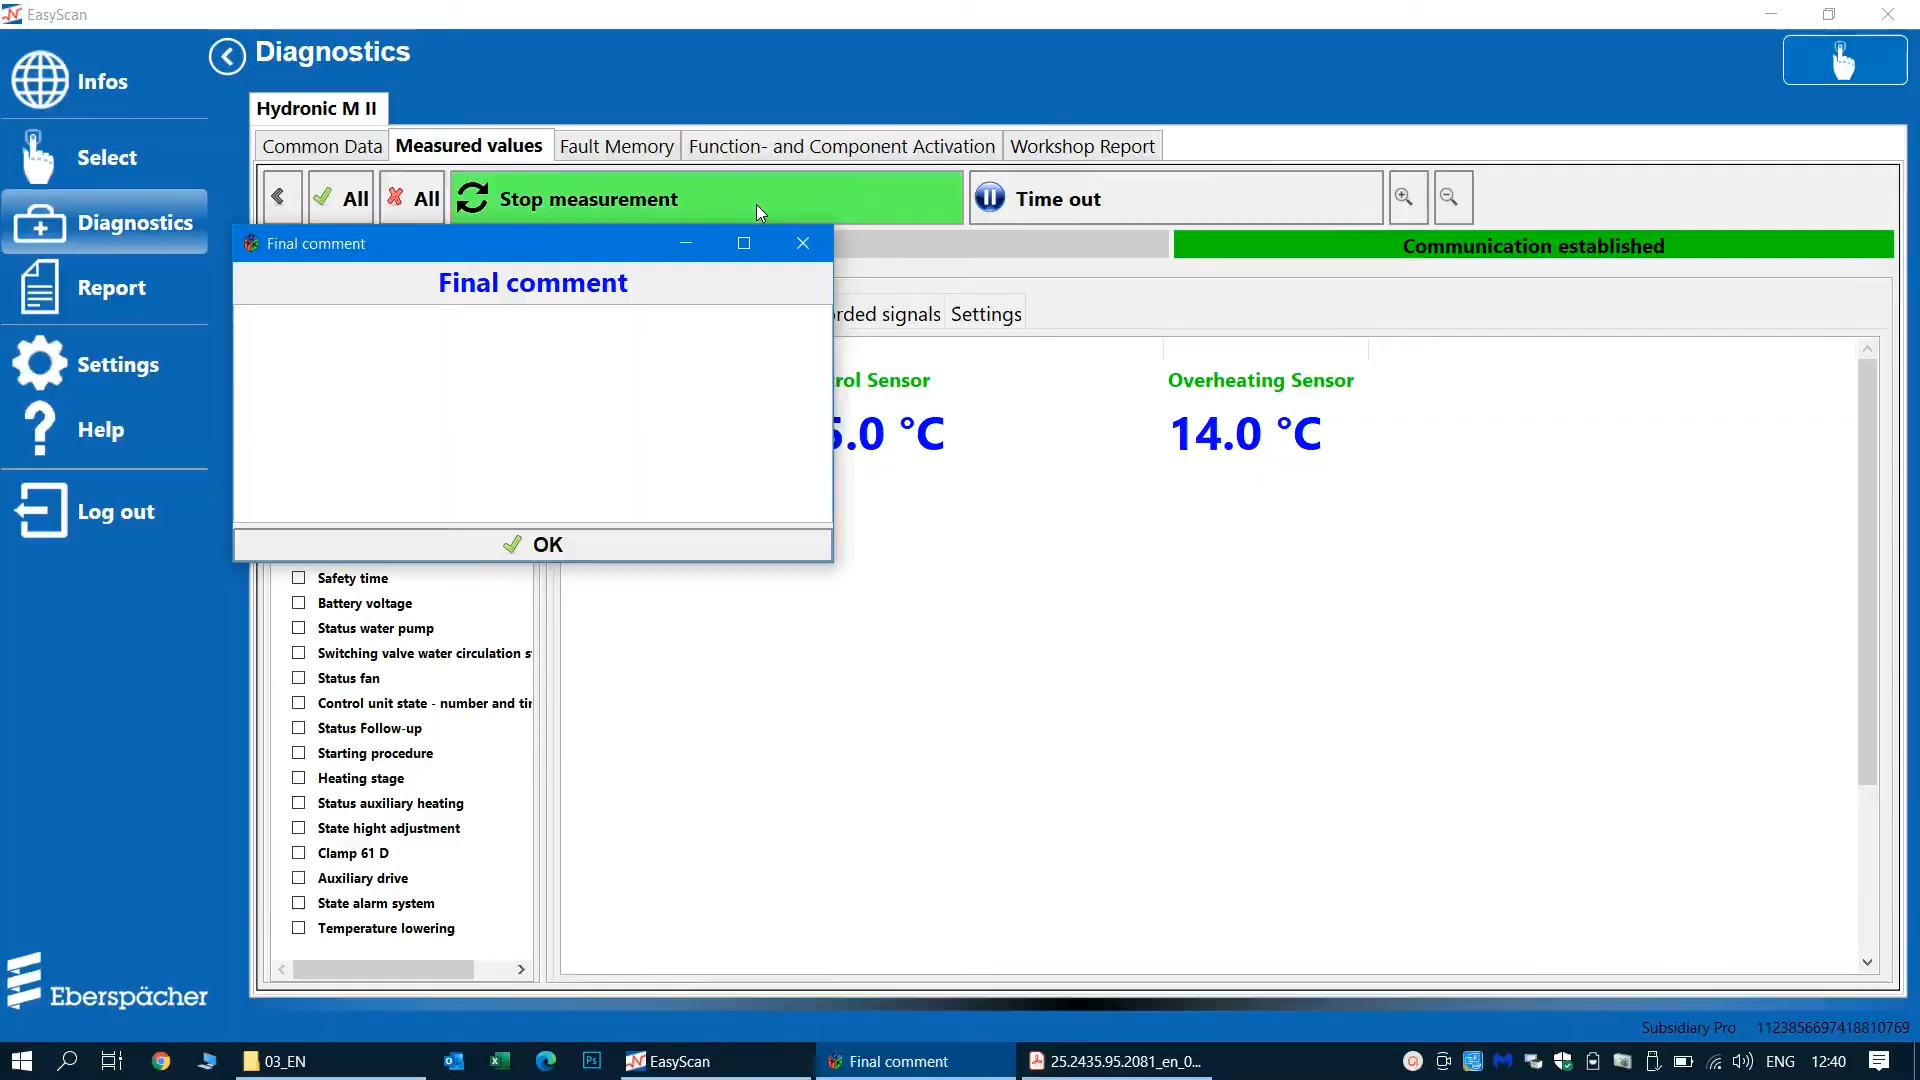 EasyScan
Infos
Select
Diagnostics
Report
Settings
Help
Log out
Eberspächer
Diagnostics
Hydronic M II
Common Data
Measured values
Fault Memory
Function- and Component Activation
Workshop Report
All
All
Stop measurement
Time out
Communication established
Final comment
Final comment
OK
orded signals
Settings
rol Sensor
5.0 °C
Overheating Sensor
14.0 °C
Safety time
Battery voltage
Status water pump
Switching valve water circulation s
Status fan
Control unit state - number and tir
Status Follow-up
Starting procedure
Heating stage
Status auxiliary heating
State hight adjustment
Clamp 61 D
Auxiliary drive
State alarm system
Temperature lowering
Subsidiary Pro
1123856697418810769
03_EN
EasyScan
Final comment
25.2435.95.2081_en_0...
ENG
12:40